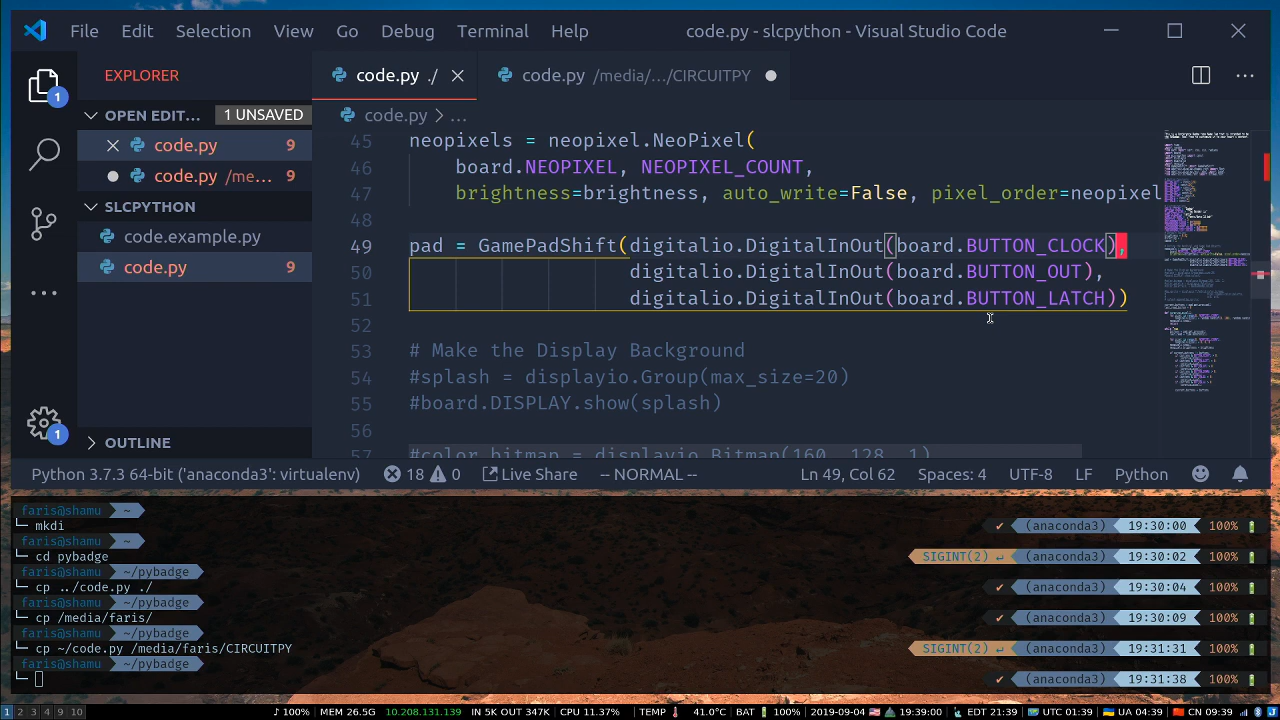 File Edit Selection View Go Debug Terminal Help code.py - slcpython - Visual Studio Code
EXPLORER
code.py ./
code.py /media/.../CIRCUITPY
OPEN EDIT... 1 UNSAVED
code.py > ...
code.py 9
code.py /me... 9
SLCPYTHON
code.example.py
code.py 9
OUTLINE
1
1
45 neopixels = neopixel.NeoPixel(
46 board.NEOPIXEL, NEOPIXEL_COUNT,
47 brightness=brightness, auto_write=False, pixel_order=neopixel
48
49 pad = GamePadShift(digitalio.DigitalInOut(board.BUTTON_CLOCK),
50 digitalio.DigitalInOut(board.BUTTON_OUT),
51 digitalio.DigitalInOut(board.BUTTON_LATCH))
52
53 # Make the Display Background
54 #splash = displayio.Group(max_size=20)
55 #board.DISPLAY.show(splash)
56
57 #color_bitmap = displayio.Bitmap(160, 128, 1)
Python 3.7.3 64-bit ('anaconda3': virtualenv) 18 0 Live Share -- NORMAL -- Ln 49, Col 62 Spaces: 4 UTF-8 LF Python
faris@shamu ~
mkdi ✔ (anaconda3) 19:30:00 100%
faris@shamu ~
cd pybadge SIGINT(2) ↵ (anaconda3) 19:30:02 100%
faris@shamu ~/pybadge
cp ../code.py ./ ✔ (anaconda3) 19:30:04 100%
faris@shamu ~/pybadge
cp /media/faris/ ✔ (anaconda3) 19:30:09 100%
faris@shamu ~/pybadge
cp ~/code.py /media/faris/CIRCUITPY SIGINT(2) ↵ (anaconda3) 19:31:31 100%
faris@shamu ~/pybadge
✔ (anaconda3) 19:31:38 100%
1 2 3 4 9 10 ♪ 100% MEM 26.5G 10.208.131.139 IN 5K OUT 347K CPU 11.37% TEMP 41.0°C BAT 100% 2019-09-04 19:39:00 EDT 21:39 UTC 01:39 UA 04:39 CN 09:39